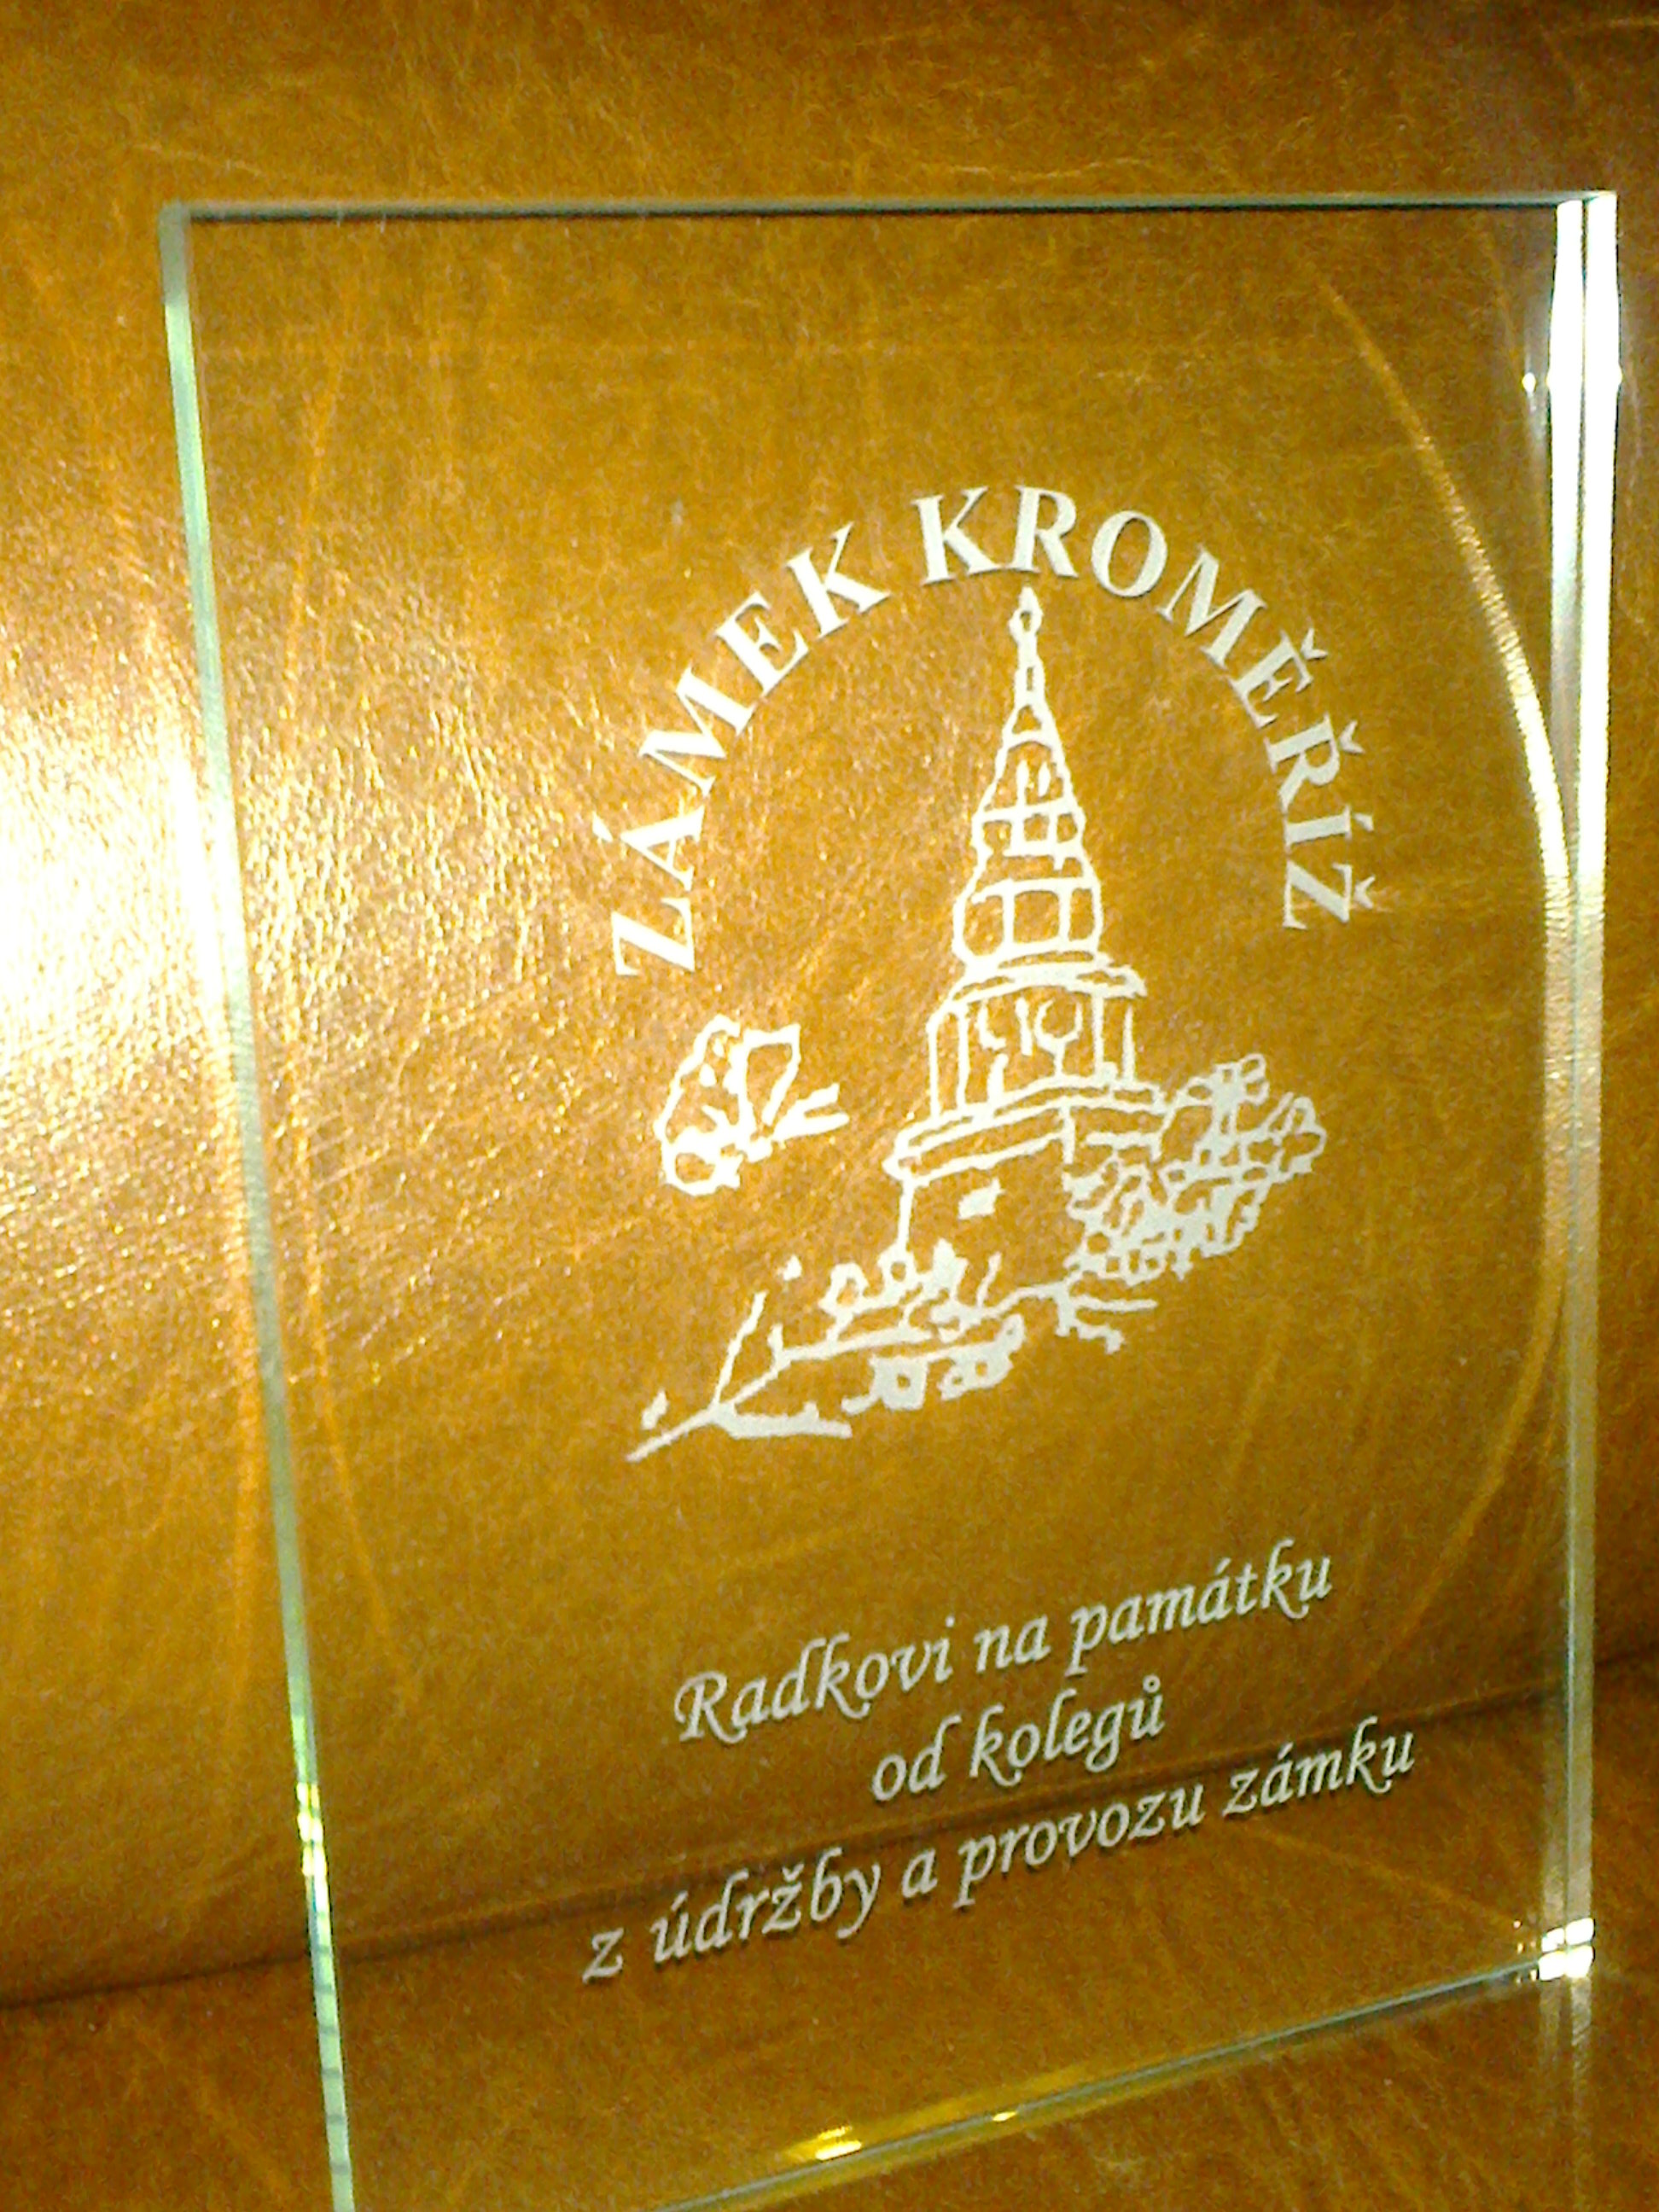 ZÁMEK KROMĚŘÍŽ
Radkovi na památku
od kolegů
z údržby a provozu zámku